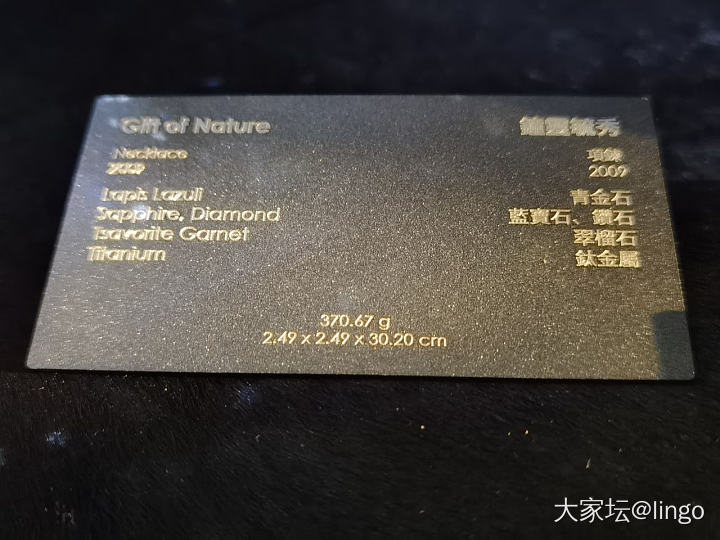 Gift of Nature 鐘靈毓秀
Necklace 項鍊
2009 2009
Lapis Lazuli 青金石
Sapphire, Diamond 藍寶石、鑽石
Tsavorite Garnet 翠榴石
Titanium 鈦金屬
370.67 g
2.49 x 2.49 x 30.20 cm
大家坛@lingo